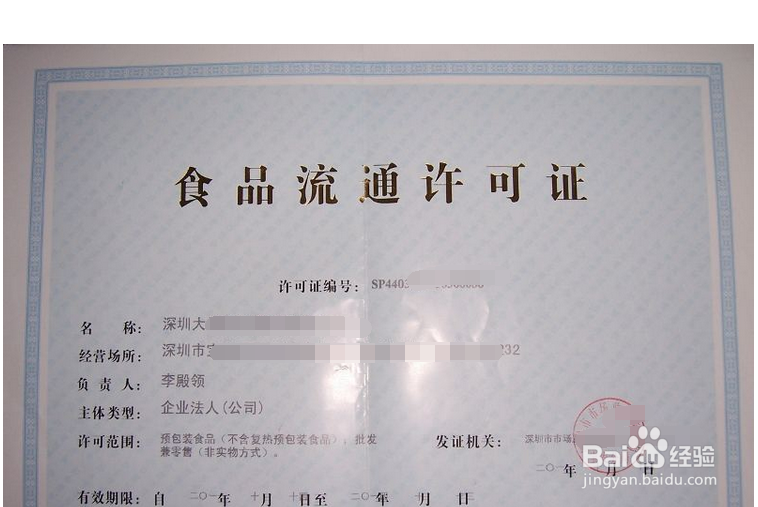 食品流通许可证
许可证编号: SP440
名 称: 深圳大
经营场所: 深圳市 232
负 责 人: 李殿领
主体类型: 企业法人(公司)
许可范围: 预包装食品(不含复热预包装食品);批发 发证机关: 深圳市市场
兼零售(非实物方式)。
二〇一 年 月 日
有效期限: 自 二〇一 年 十月 十 日至 二〇一 年 十月 日
Baidu经验
jingyan.baidu.com